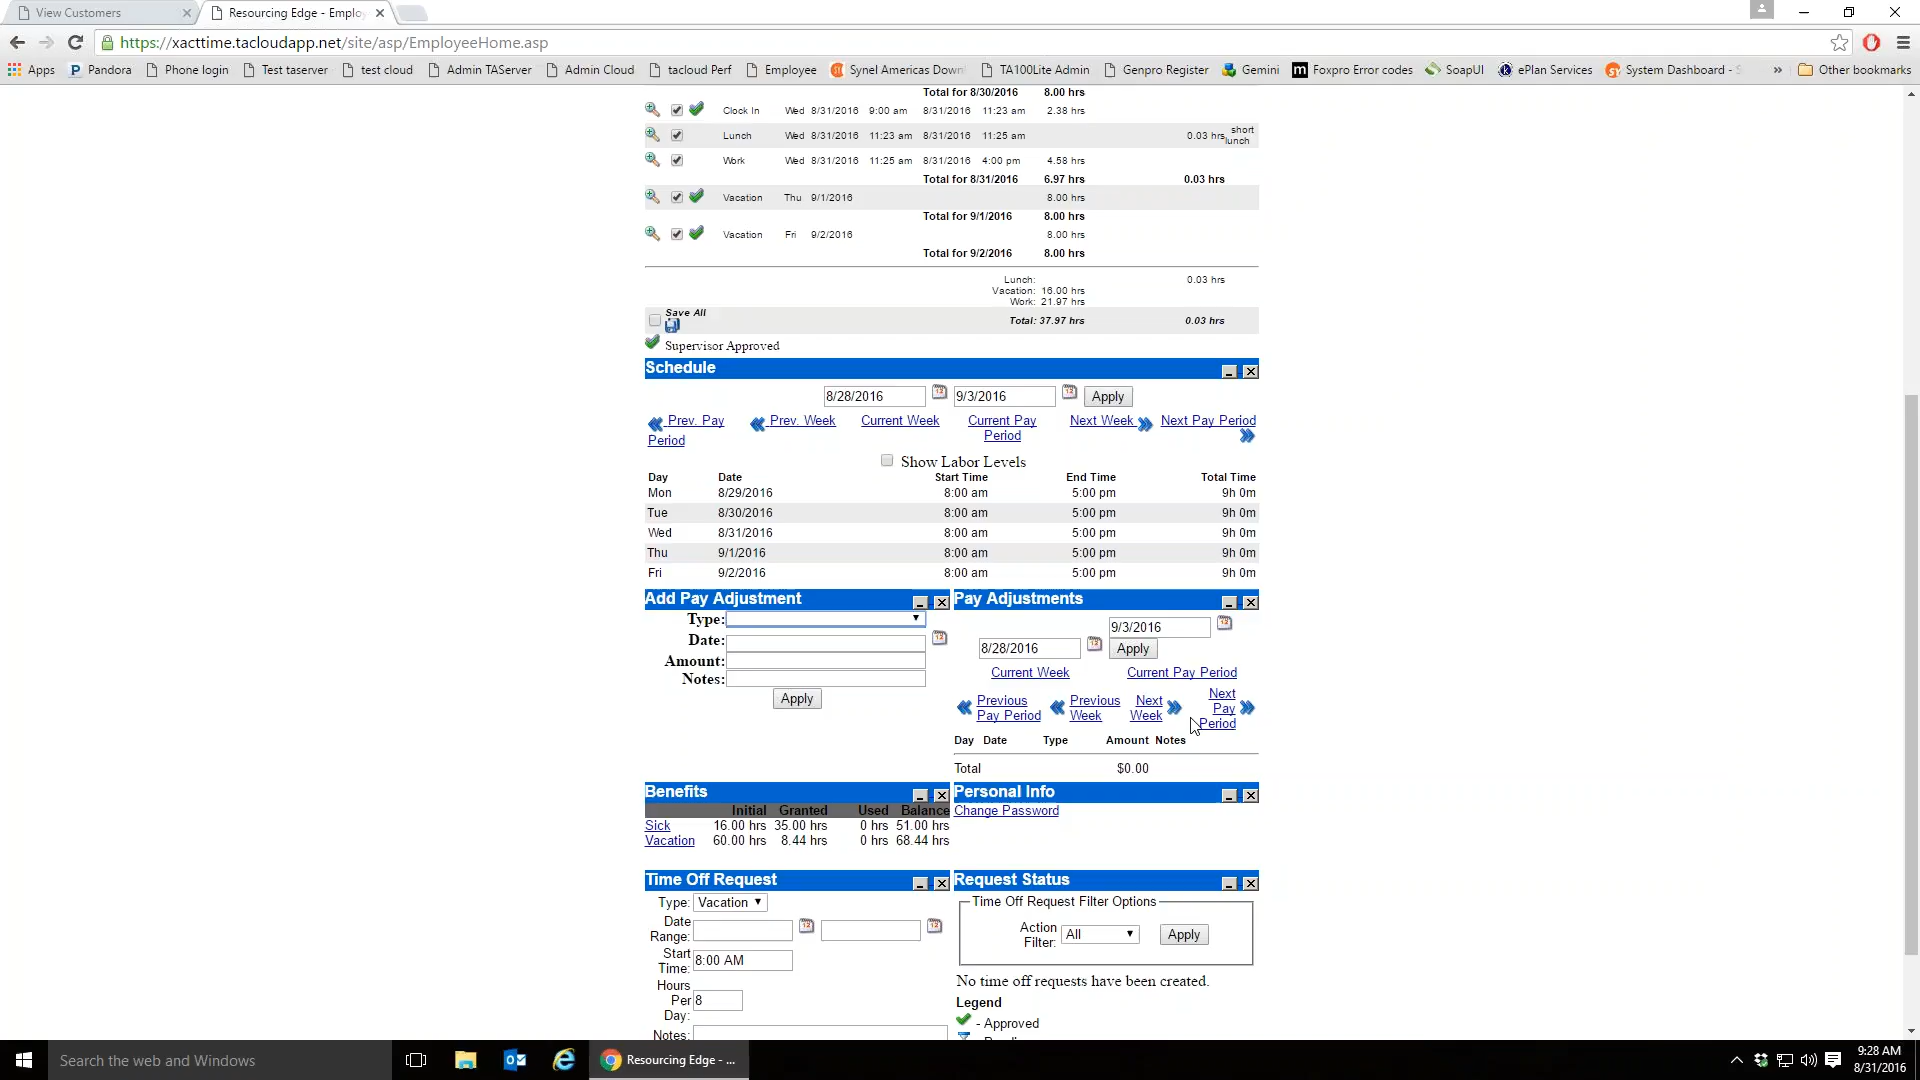 View Customers
Resourcing Edge - Emplo
https://xacttime.tacloudapp.net/site/asp/EmployeeHome.asp
Apps Pandora Phone login Test taserver test cloud Admin TAServer Admin Cloud tacloud Perf Employee Synel Americas Down TA100Lite Admin Genpro Register Gemini Foxpro Error codes SoapUI ePlan Services System Dashboard - S » Other bookmarks
Total for 8/30/2016 8.00 hrs
Clock In Wed 8/31/2016 9:00 am 8/31/2016 11:23 am 2.38 hrs
Lunch Wed 8/31/2016 11:23 am 8/31/2016 11:25 am 0.03 hrs short lunch
Work Wed 8/31/2016 11:25 am 8/31/2016 4:00 pm 4.58 hrs
Total for 8/31/2016 6.97 hrs 0.03 hrs
Vacation Thu 9/1/2016 8.00 hrs
Total for 9/1/2016 8.00 hrs
Vacation Fri 9/2/2016 8.00 hrs
Total for 9/2/2016 8.00 hrs
Lunch: 0.03 hrs
Vacation: 16.00 hrs
Work: 21.97 hrs
Save All
Total: 37.97 hrs 0.03 hrs
Supervisor Approved
Schedule
8/28/2016 9/3/2016 Apply
Prev. Pay Period Prev. Week Current Week Current Pay Period Next Week Next Pay Period
Show Labor Levels
Day Date Start Time End Time Total Time
Mon 8/29/2016 8:00 am 5:00 pm 9h 0m
Tue 8/30/2016 8:00 am 5:00 pm 9h 0m
Wed 8/31/2016 8:00 am 5:00 pm 9h 0m
Thu 9/1/2016 8:00 am 5:00 pm 9h 0m
Fri 9/2/2016 8:00 am 5:00 pm 9h 0m
Add Pay Adjustment
Type:
Date:
Amount:
Notes:
Apply
Pay Adjustments
9/3/2016
8/28/2016 Apply
Current Week Current Pay Period
Previous Pay Period Previous Week Next Week Next Pay Period
Day Date Type Amount Notes
Total $0.00
Benefits
Initial Granted Used Balance
Sick 16.00 hrs 35.00 hrs 0 hrs 51.00 hrs
Vacation 60.00 hrs 8.44 hrs 0 hrs 68.44 hrs
Personal Info
Change Password
Time Off Request
Type: Vacation
Date Range:
Start Time: 8:00 AM
Hours Per Day: 8
Notes:
Request Status
Time Off Request Filter Options
Action Filter: All Apply
No time off requests have been created.
Legend
- Approved
Search the web and Windows
Resourcing Edge - ...
9:28 AM
8/31/2016